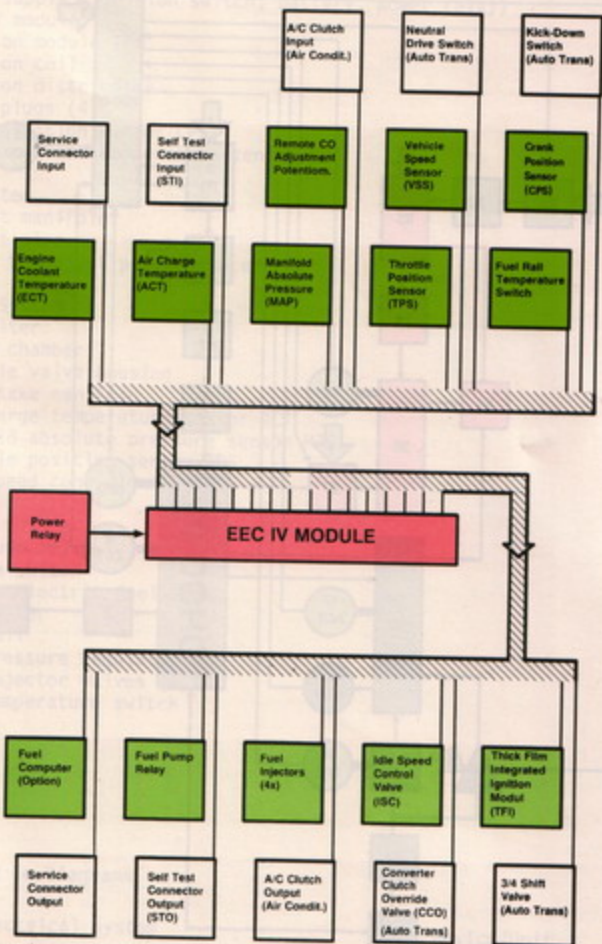 A/C Clutch
Input
(Air Condit.)
Neutral
Drive Switch
(Auto Trans)
Kick-Down
Switch
(Auto Trans)
Service
Connector
Input
Self Test
Connector
Input
(STI)
Remote CO
Adjustment
Potentiom.
Vehicle
Speed
Sensor
(VSS)
Crank
Position
Sensor
(CPS)
Engine
Coolant
Temperature
(ECT)
Air Charge
Temperature
(ACT)
Manifold
Absolute
Pressure
(MAP)
Throttle
Position
Sensor
(TPS)
Fuel Rail
Temperature
Switch
Power
Relay
EEC IV MODULE
Fuel
Computer
(Option)
Fuel Pump
Relay
Fuel
Injectors
(4x)
Idle Speed
Control
Valve
(ISC)
Thick Film
Integrated
Ignition
Modul
(TFI)
Service
Connector
Output
Self Test
Connector
Output
(STO)
A/C Clutch
Output
(Air Condit.)
Converter
Clutch
Override
Valve (CCO)
(Auto Trans)
3/4 Shift
Valve
(Auto Trans)